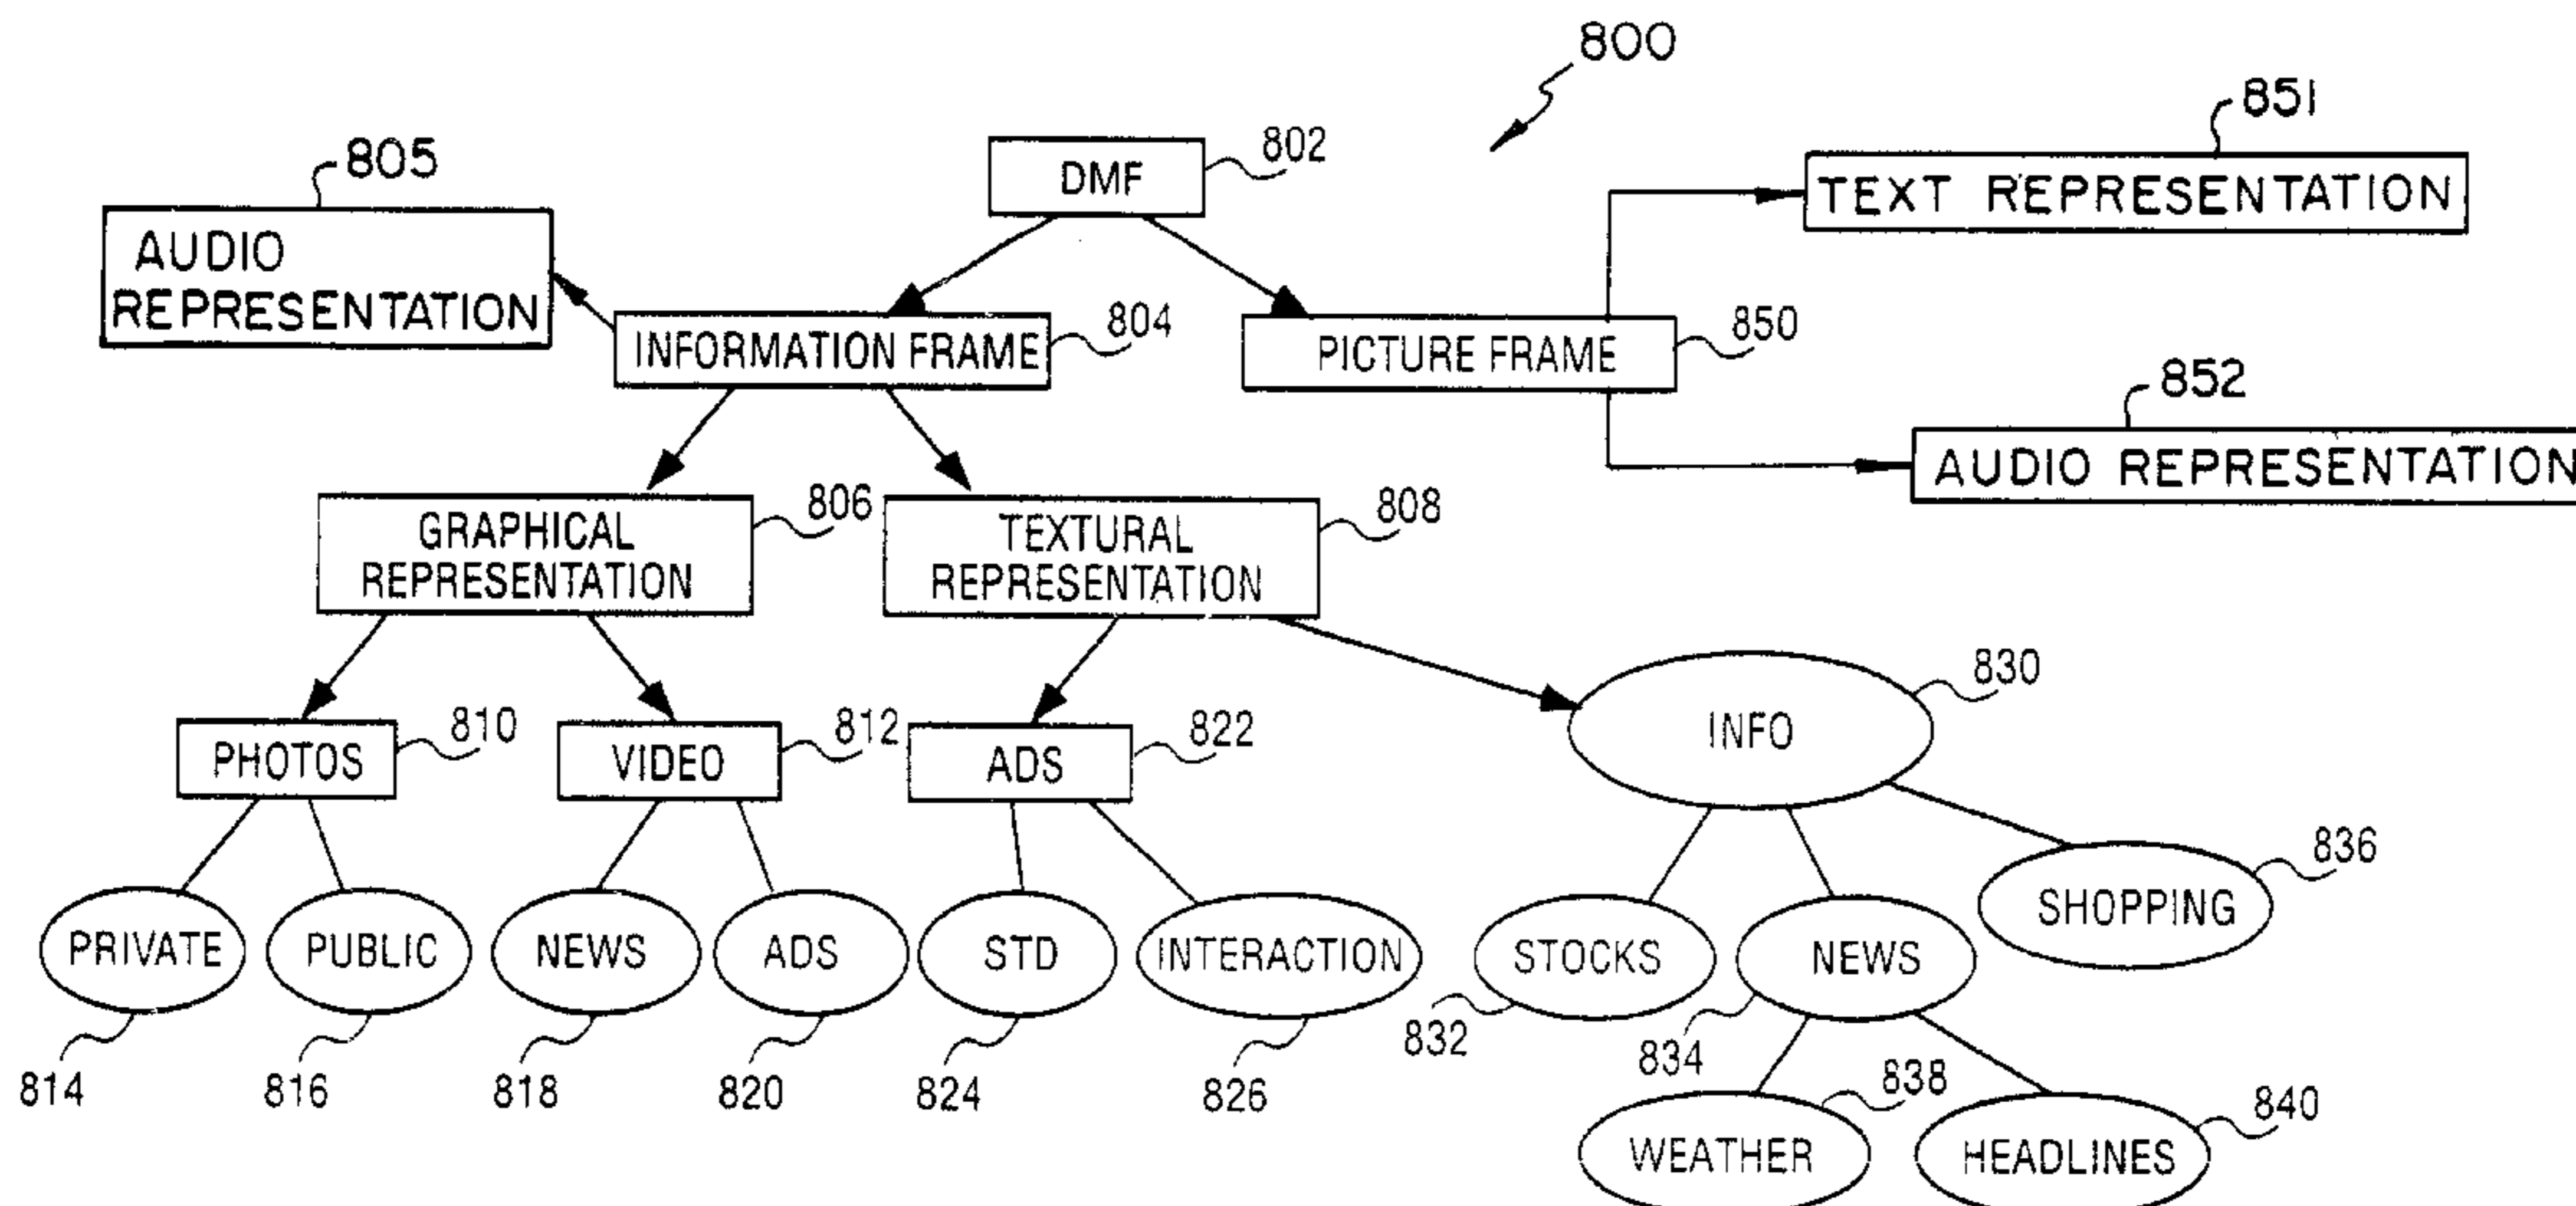 800
851
802
805
DMF
TEXT REPRESENTATION
AUDIO
REPRESENTATION
804
850
INFORMATION FRAME
PICTURE FRAME
852
AUDIO REPRESENTATION
806
808
GRAPHICAL
REPRESENTATION
TEXTURAL
REPRESENTATION
830
810
812
822
INFO
PHOTOS
VIDEO
ADS
836
SHOPPING
PRIVATE
PUBLIC
NEWS
ADS
STD
INTERACTION
STOCKS
NEWS
832
834
814
816
818
820
824
826
838
840
WEATHER
HEADLINES